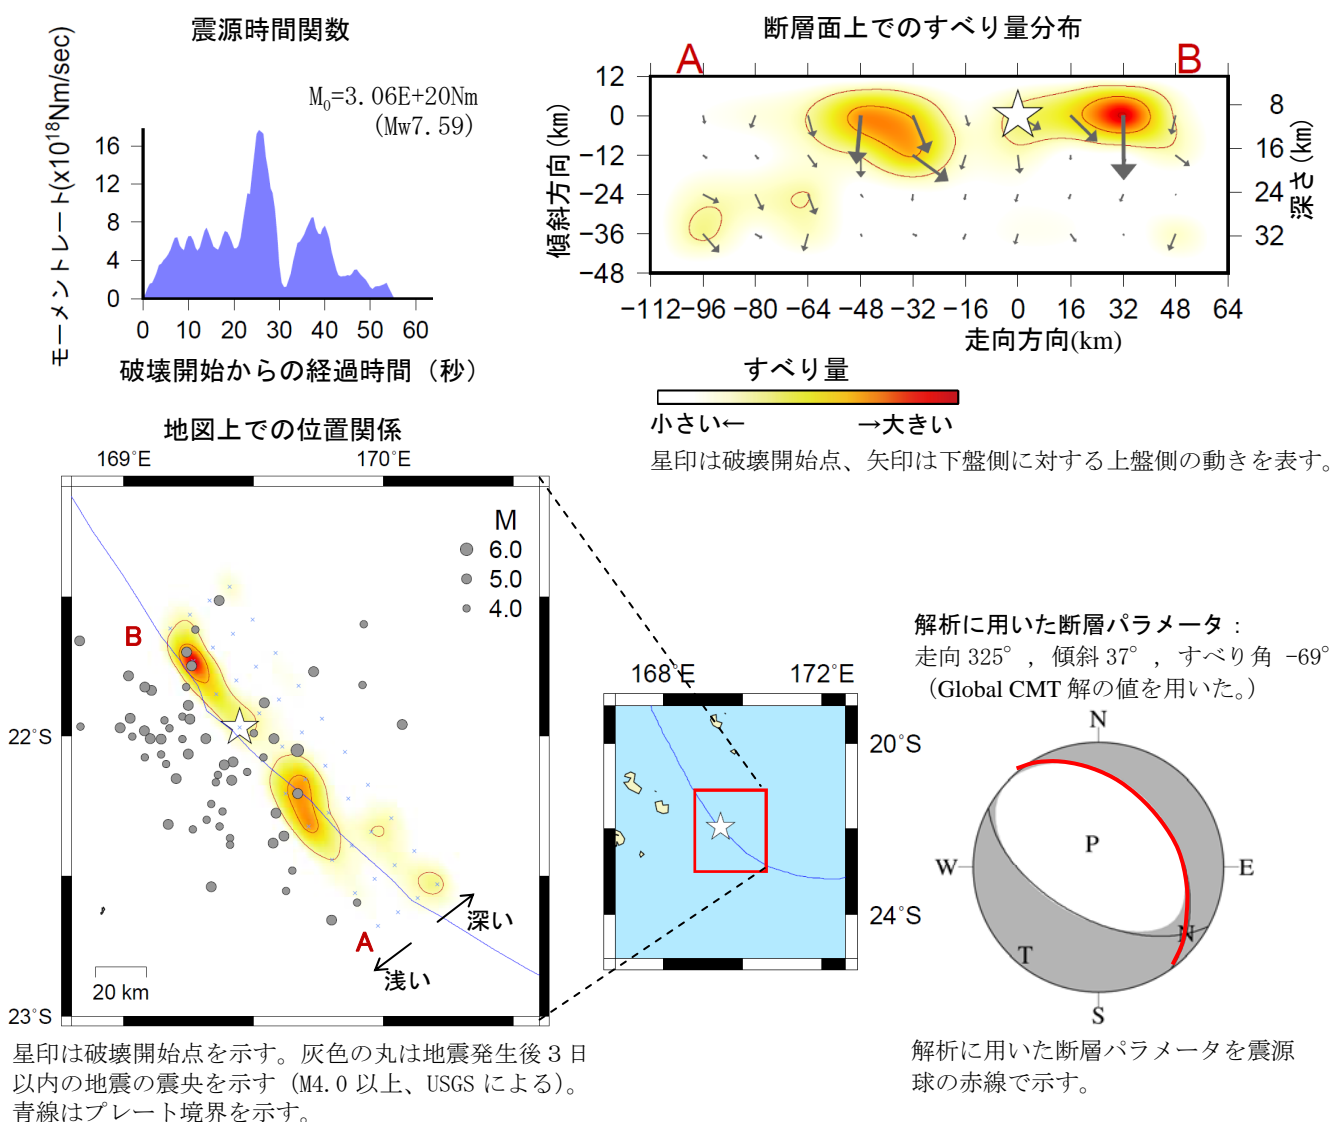 震源時間関数
モーメントレート(x10¹⁸Nm/sec)
M₀=3.06E+20Nm
(Mw7.59)
16
12
8
4
0
0 10 20 30 40 50 60
破壊開始からの経過時間（秒）
断層面上でのすべり量分布
A B
傾斜方向(km)
12
0
−12
−24
−36
−48
8
16
24
32
深さ(km)
−112 −96 −80 −64 −48 −32 −16 0 16 32 48 64
走向方向(km)
すべり量
小さい← →大きい
星印は破壊開始点、矢印は下盤側に対する上盤側の動きを表す。
地図上での位置関係
169°E 170°E
M
6.0
5.0
4.0
B
22°S
A
深い
浅い
20 km
23°S
星印は破壊開始点を示す。灰色の丸は地震発生後３日
以内の地震の震央を示す（M4.0 以上、USGS による）。
青線はプレート境界を示す。
168°E 172°E
20°S
24°S
解析に用いた断層パラメータ：
走向 325°，傾斜 37°，すべり角 -69°
（Global CMT 解の値を用いた。）
N
P
W E
N
T
S
解析に用いた断層パラメータを震源
球の赤線で示す。